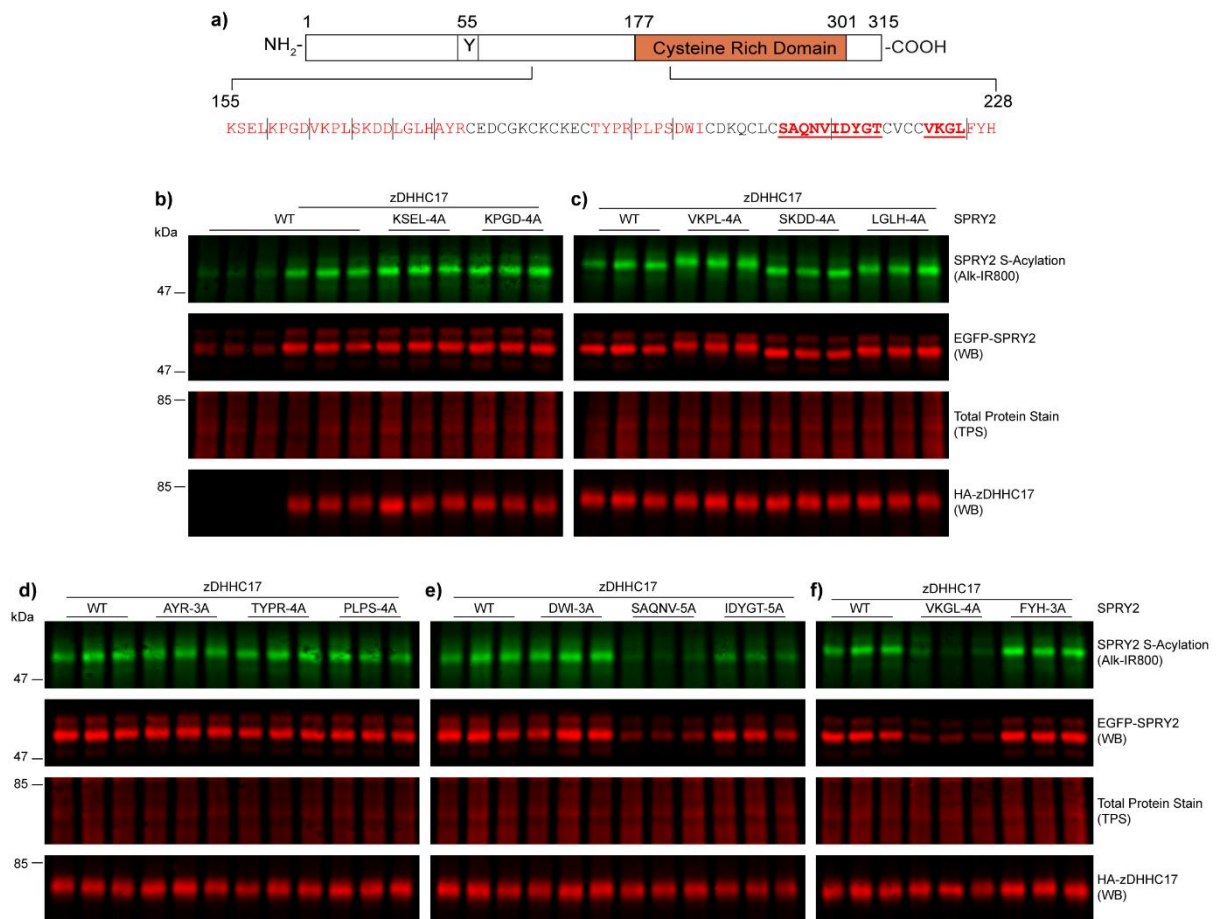 a)
1 55 177 301 315
NH2- Y Cysteine Rich Domain -COOH
155 228
KSELKPGDVKPLSKDDLGLHAYRCEDCGKCKCKECTYPRPLPSDWICDKQCLCSAQNVIDYGTCVCCVKGLFYH
b) zDHHC17 c) zDHHC17
WT KSEL-4A KPGD-4A WT VKPL-4A SKDD-4A LGLH-4A SPRY2
kDa
SPRY2 S-Acylation
(Alk-IR800)
47
EGFP-SPRY2
(WB)
47
85
Total Protein Stain
(TPS)
85
HA-zDHHC17
(WB)
d) zDHHC17 e) zDHHC17 f) zDHHC17
WT AYR-3A TYPR-4A PLPS-4A WT DWI-3A SAQNV-5A IDYGT-5A WT VKGL-4A FYH-3A SPRY2
kDa
SPRY2 S-Acylation
(Alk-IR800)
47
EGFP-SPRY2
(WB)
47
85
Total Protein Stain
(TPS)
85
HA-zDHHC17
(WB)